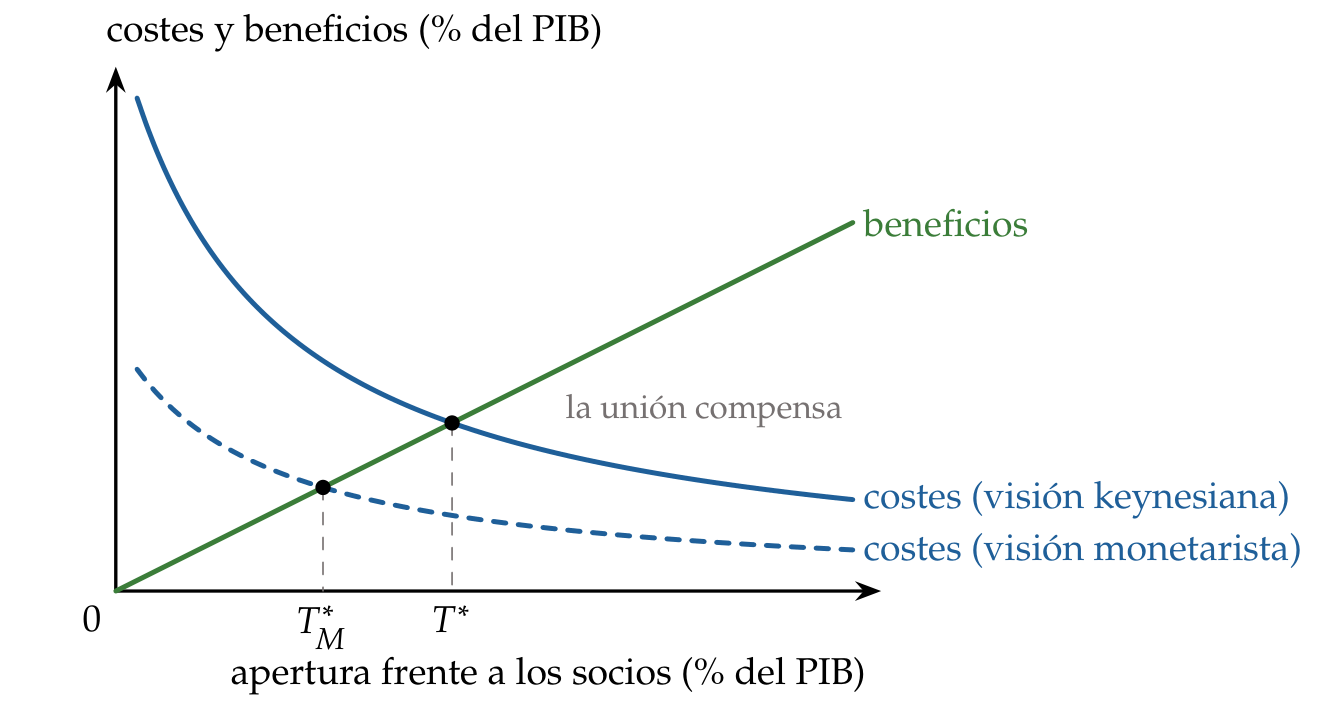 costes y beneficios (% del PIB)
beneficios
la unión compensa
costes (visión keynesiana)
costes (visión monetarista)
0
T*M
T*
apertura frente a los socios (% del PIB)